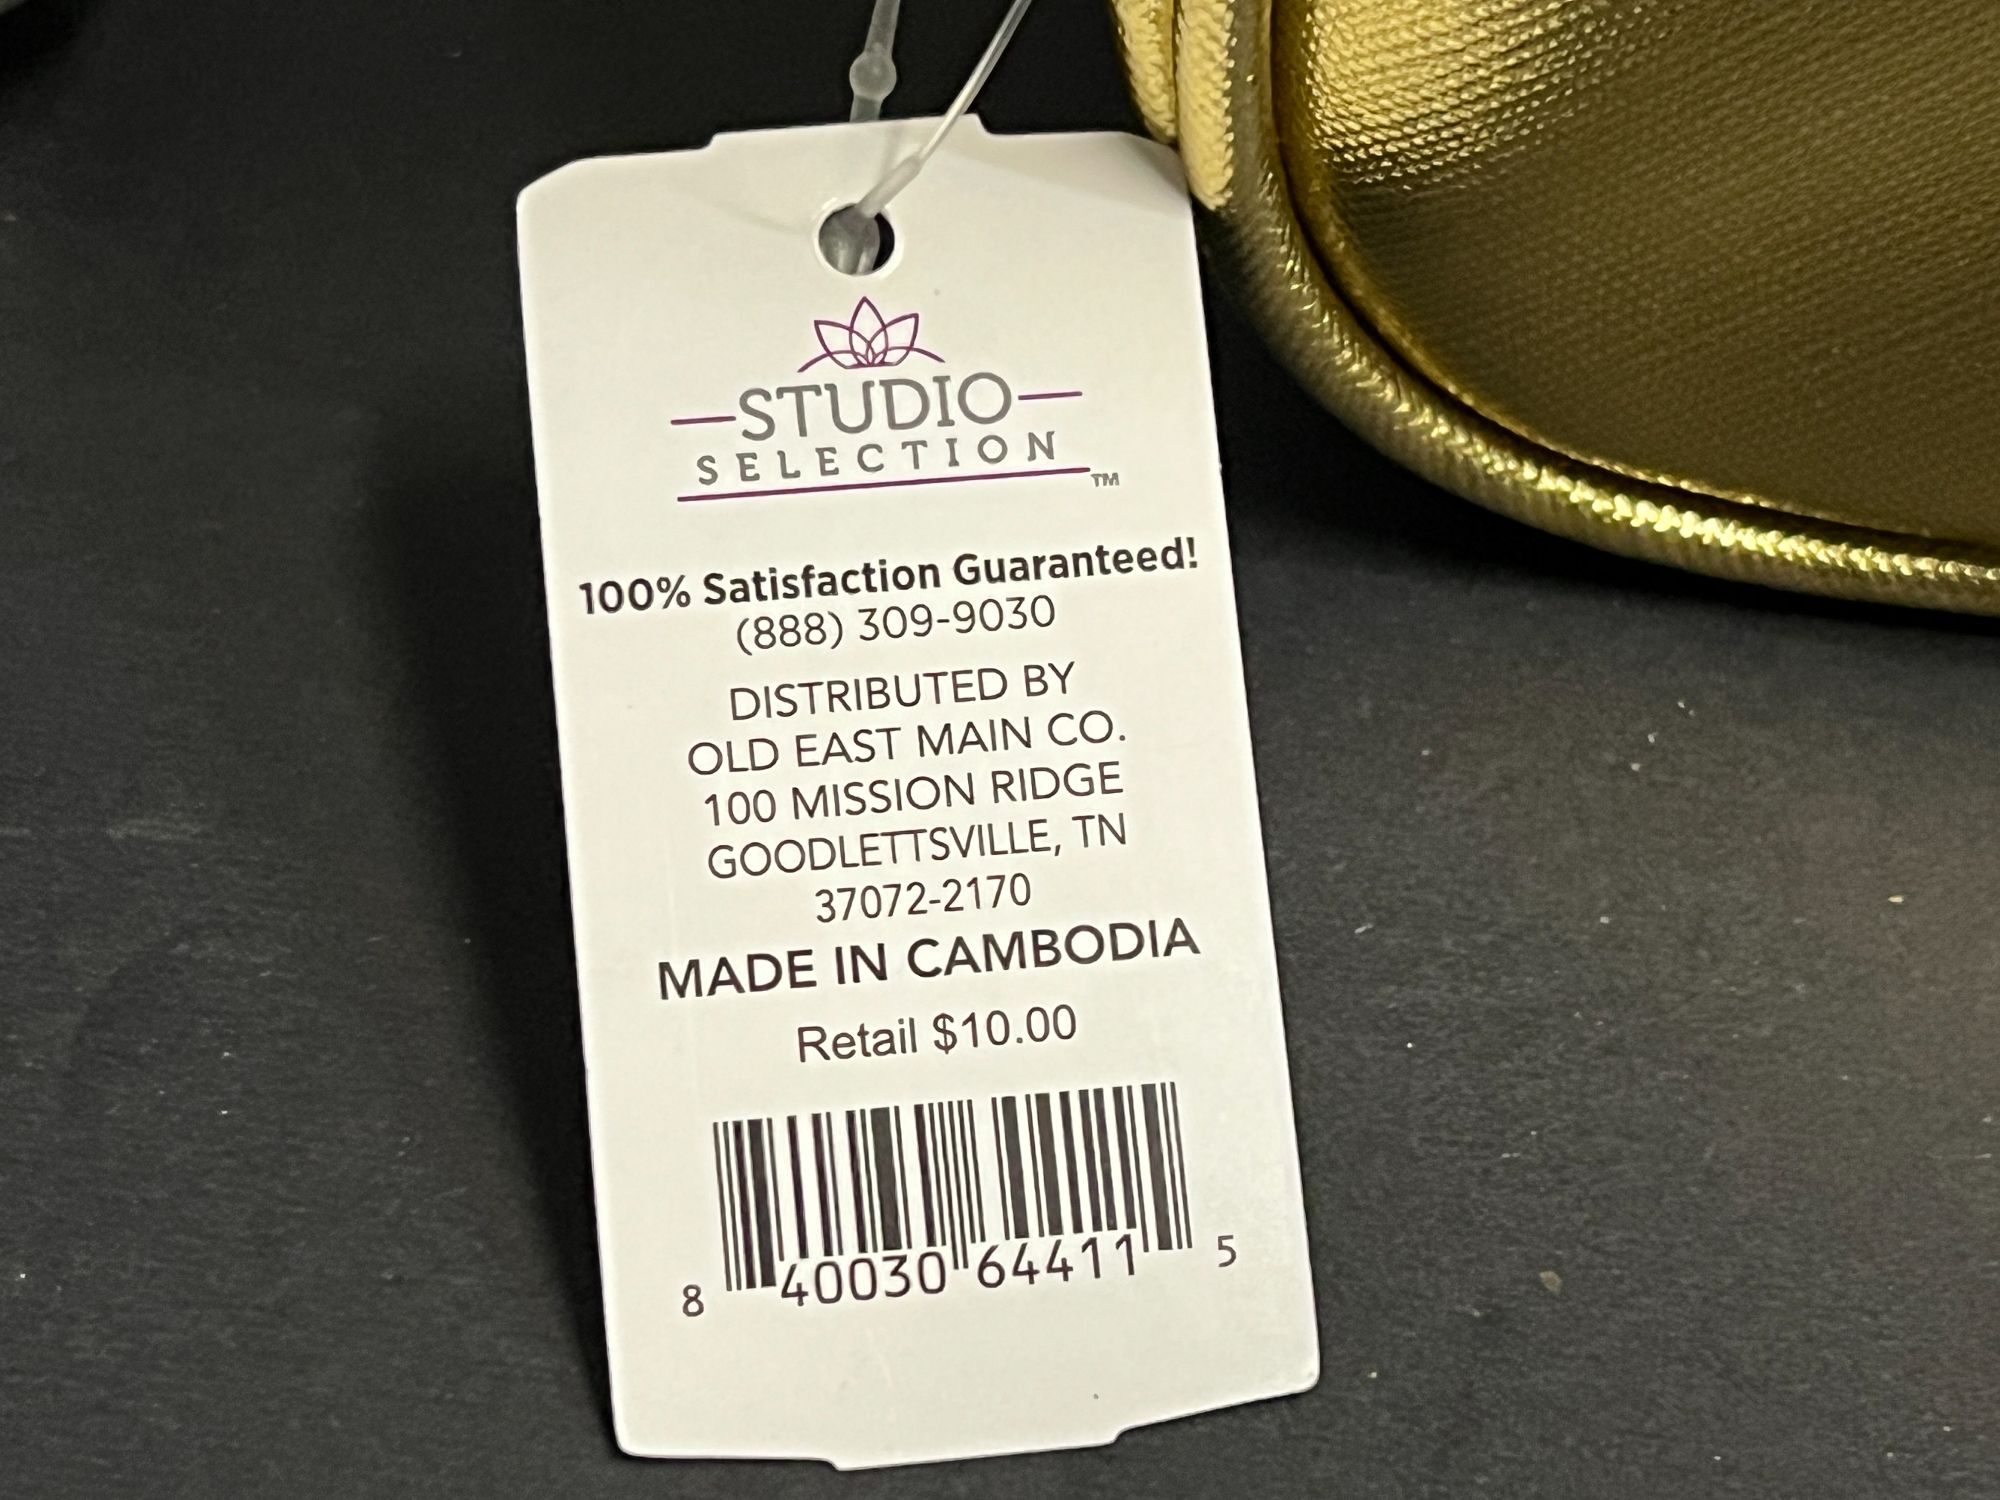 STUDIO
SELECTION
TM
100% Satisfaction Guaranteed!
(888) 309-9030
DISTRIBUTED BY
OLD EAST MAIN CO.
100 MISSION RIDGE
GOODLETTSVILLE, TN
37072-2170
MADE IN CAMBODIA
Retail $10.00
8 40030 64411 5